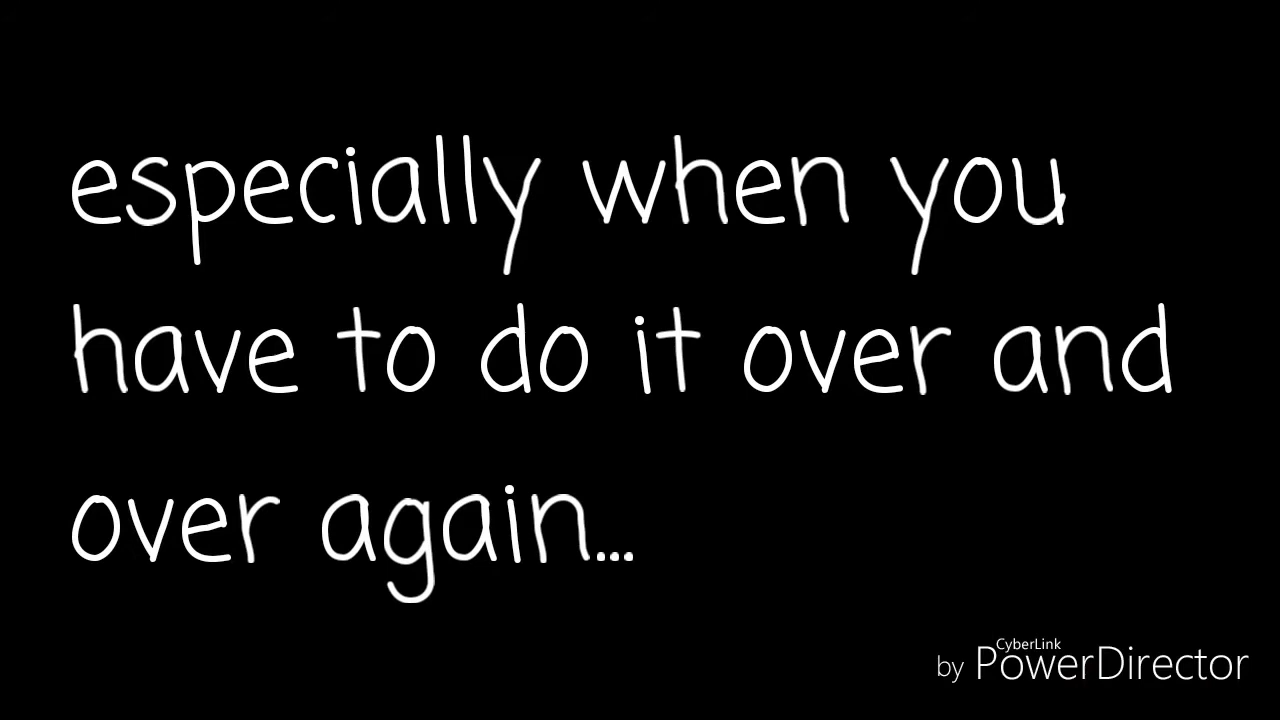 especially when you
have to do it over and
over again...
by CyberLink PowerDirector